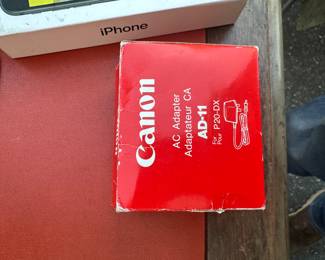 iPhone
Canon
AC Adapter
Adaptateur CA
AD-11
For
Pour P20-DX